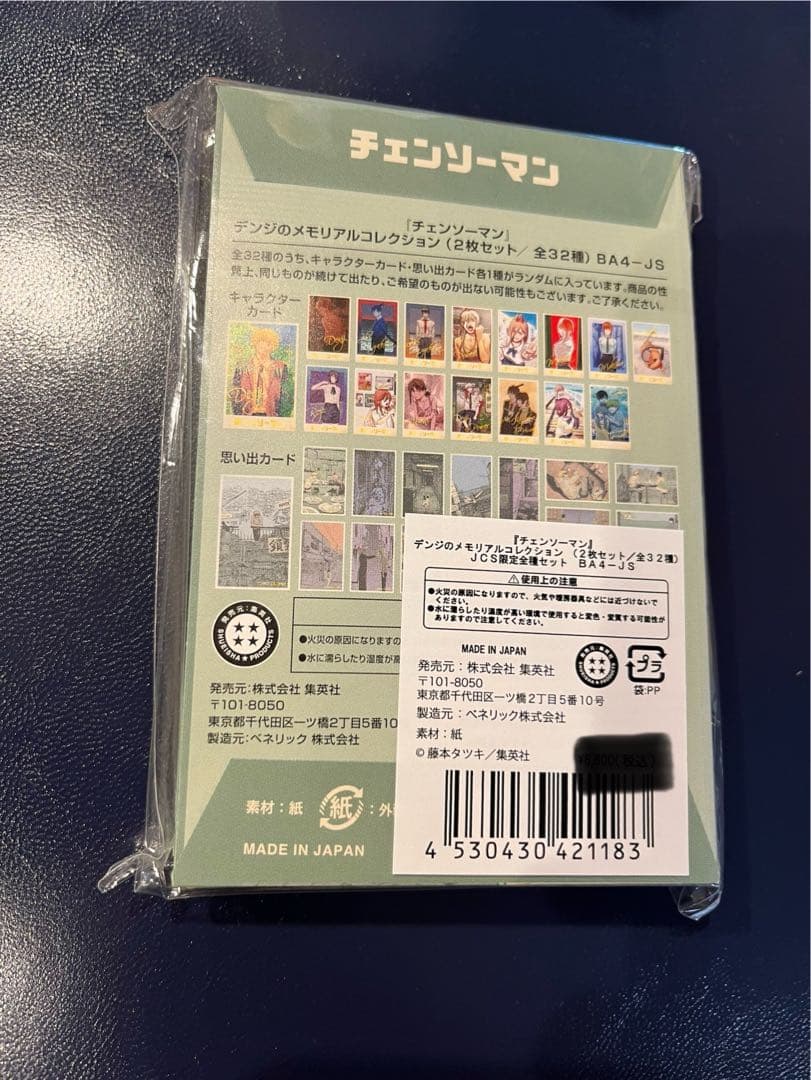 チェンソーマン
『チェンソーマン』
デンジのメモリアルコレクション(2枚セット/全32種) BA4-JS
全32種のうち、キャラクターカード・思い出カード各1種がランダムに入っています。商品の性
質上、同じものが続けて出たり、ご希望のものが出ない可能性もございます。ご了承ください。
キャラクター
カード
思い出カード
『チェンソーマン』
デンジのメモリアルコレクション (2枚セット/全32種)
JCS限定全種セット BA4-JS
⚠使用上の注意
●火災の原因になりますので、火気や暖房器具などには近づけないで
ください。
●水に濡らしたり湿度が高い環境で使用すると変色・変質する可能性が
ありますので注意してください。
MADE IN JAPAN
発売元:株式会社 集英社
〒101-8050
東京都千代田区一ツ橋2丁目5番10号
製造元:ベネリック株式会社
素材:紙
©藤本タツキ/集英社
プラ
袋:PP
4 530430 421183
発売元:集英社
SHUEISHA★PRODUCTS
●火災の原因になりますの
●水に濡らしたり湿度が高
発売元:株式会社 集英社
〒101-8050
東京都千代田区一ツ橋2丁目5番10
製造元:ベネリック 株式会社
素材:紙 紙:外
MADE IN JAPAN